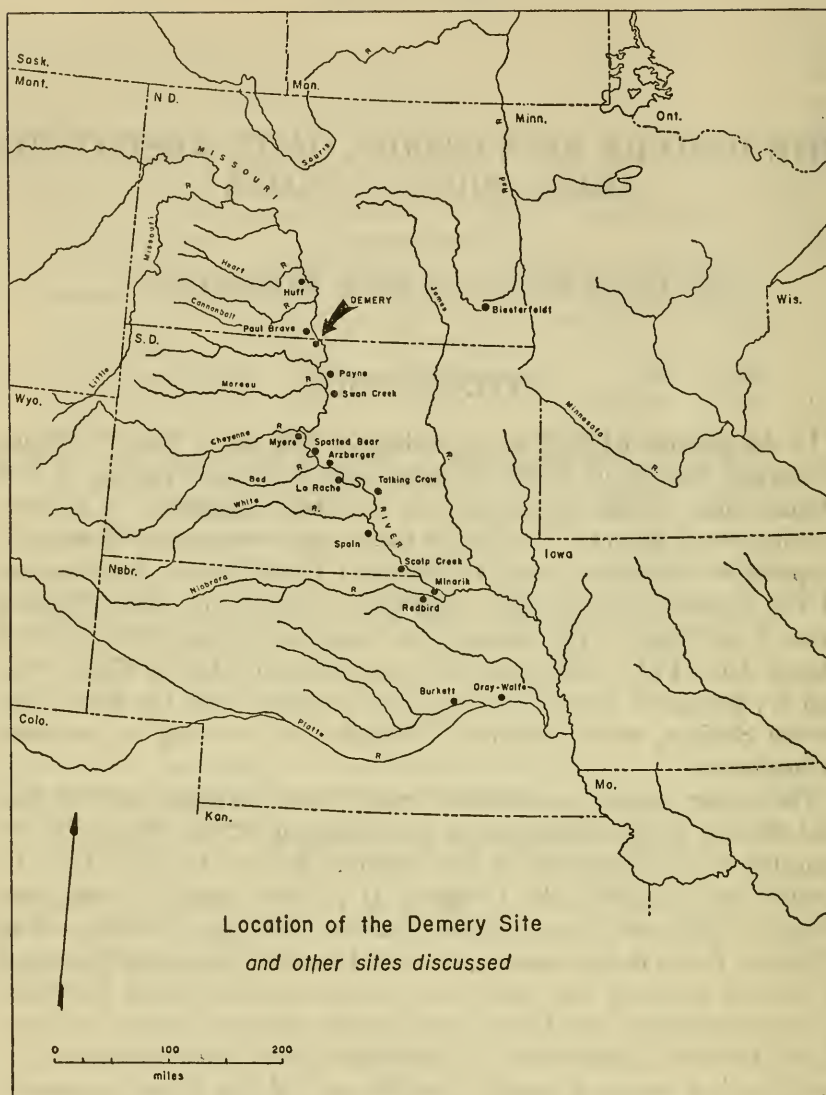 Sask.
Mont.
N D.
Man.
R
Ont.
Minn.
Souris
Red
R
MISSOURI
R
Missouri
Little
Heart
R
Huff
DEMERY
Cannonball
R
Paul Brave
James
R.
Biesterfeldt
Wis.
S.D.
Payne
Moreau
R
Swan Creek
Wyo.
Minnesota
R.
Cheyenne
R
Myers
Spotted Bear
Arzberger
Bad
R
La Roche
Talking Crow
White
R.
RIVER
Spain
Iowa
Nebr.
Scalp Creek
Niobrara
R
Minarik
Redbird
Burkett
Gray-Wolfe
Colo.
Platte
R
Mo.
Kan.
Location of the Demery Site
and other sites discussed
0 100 200
miles